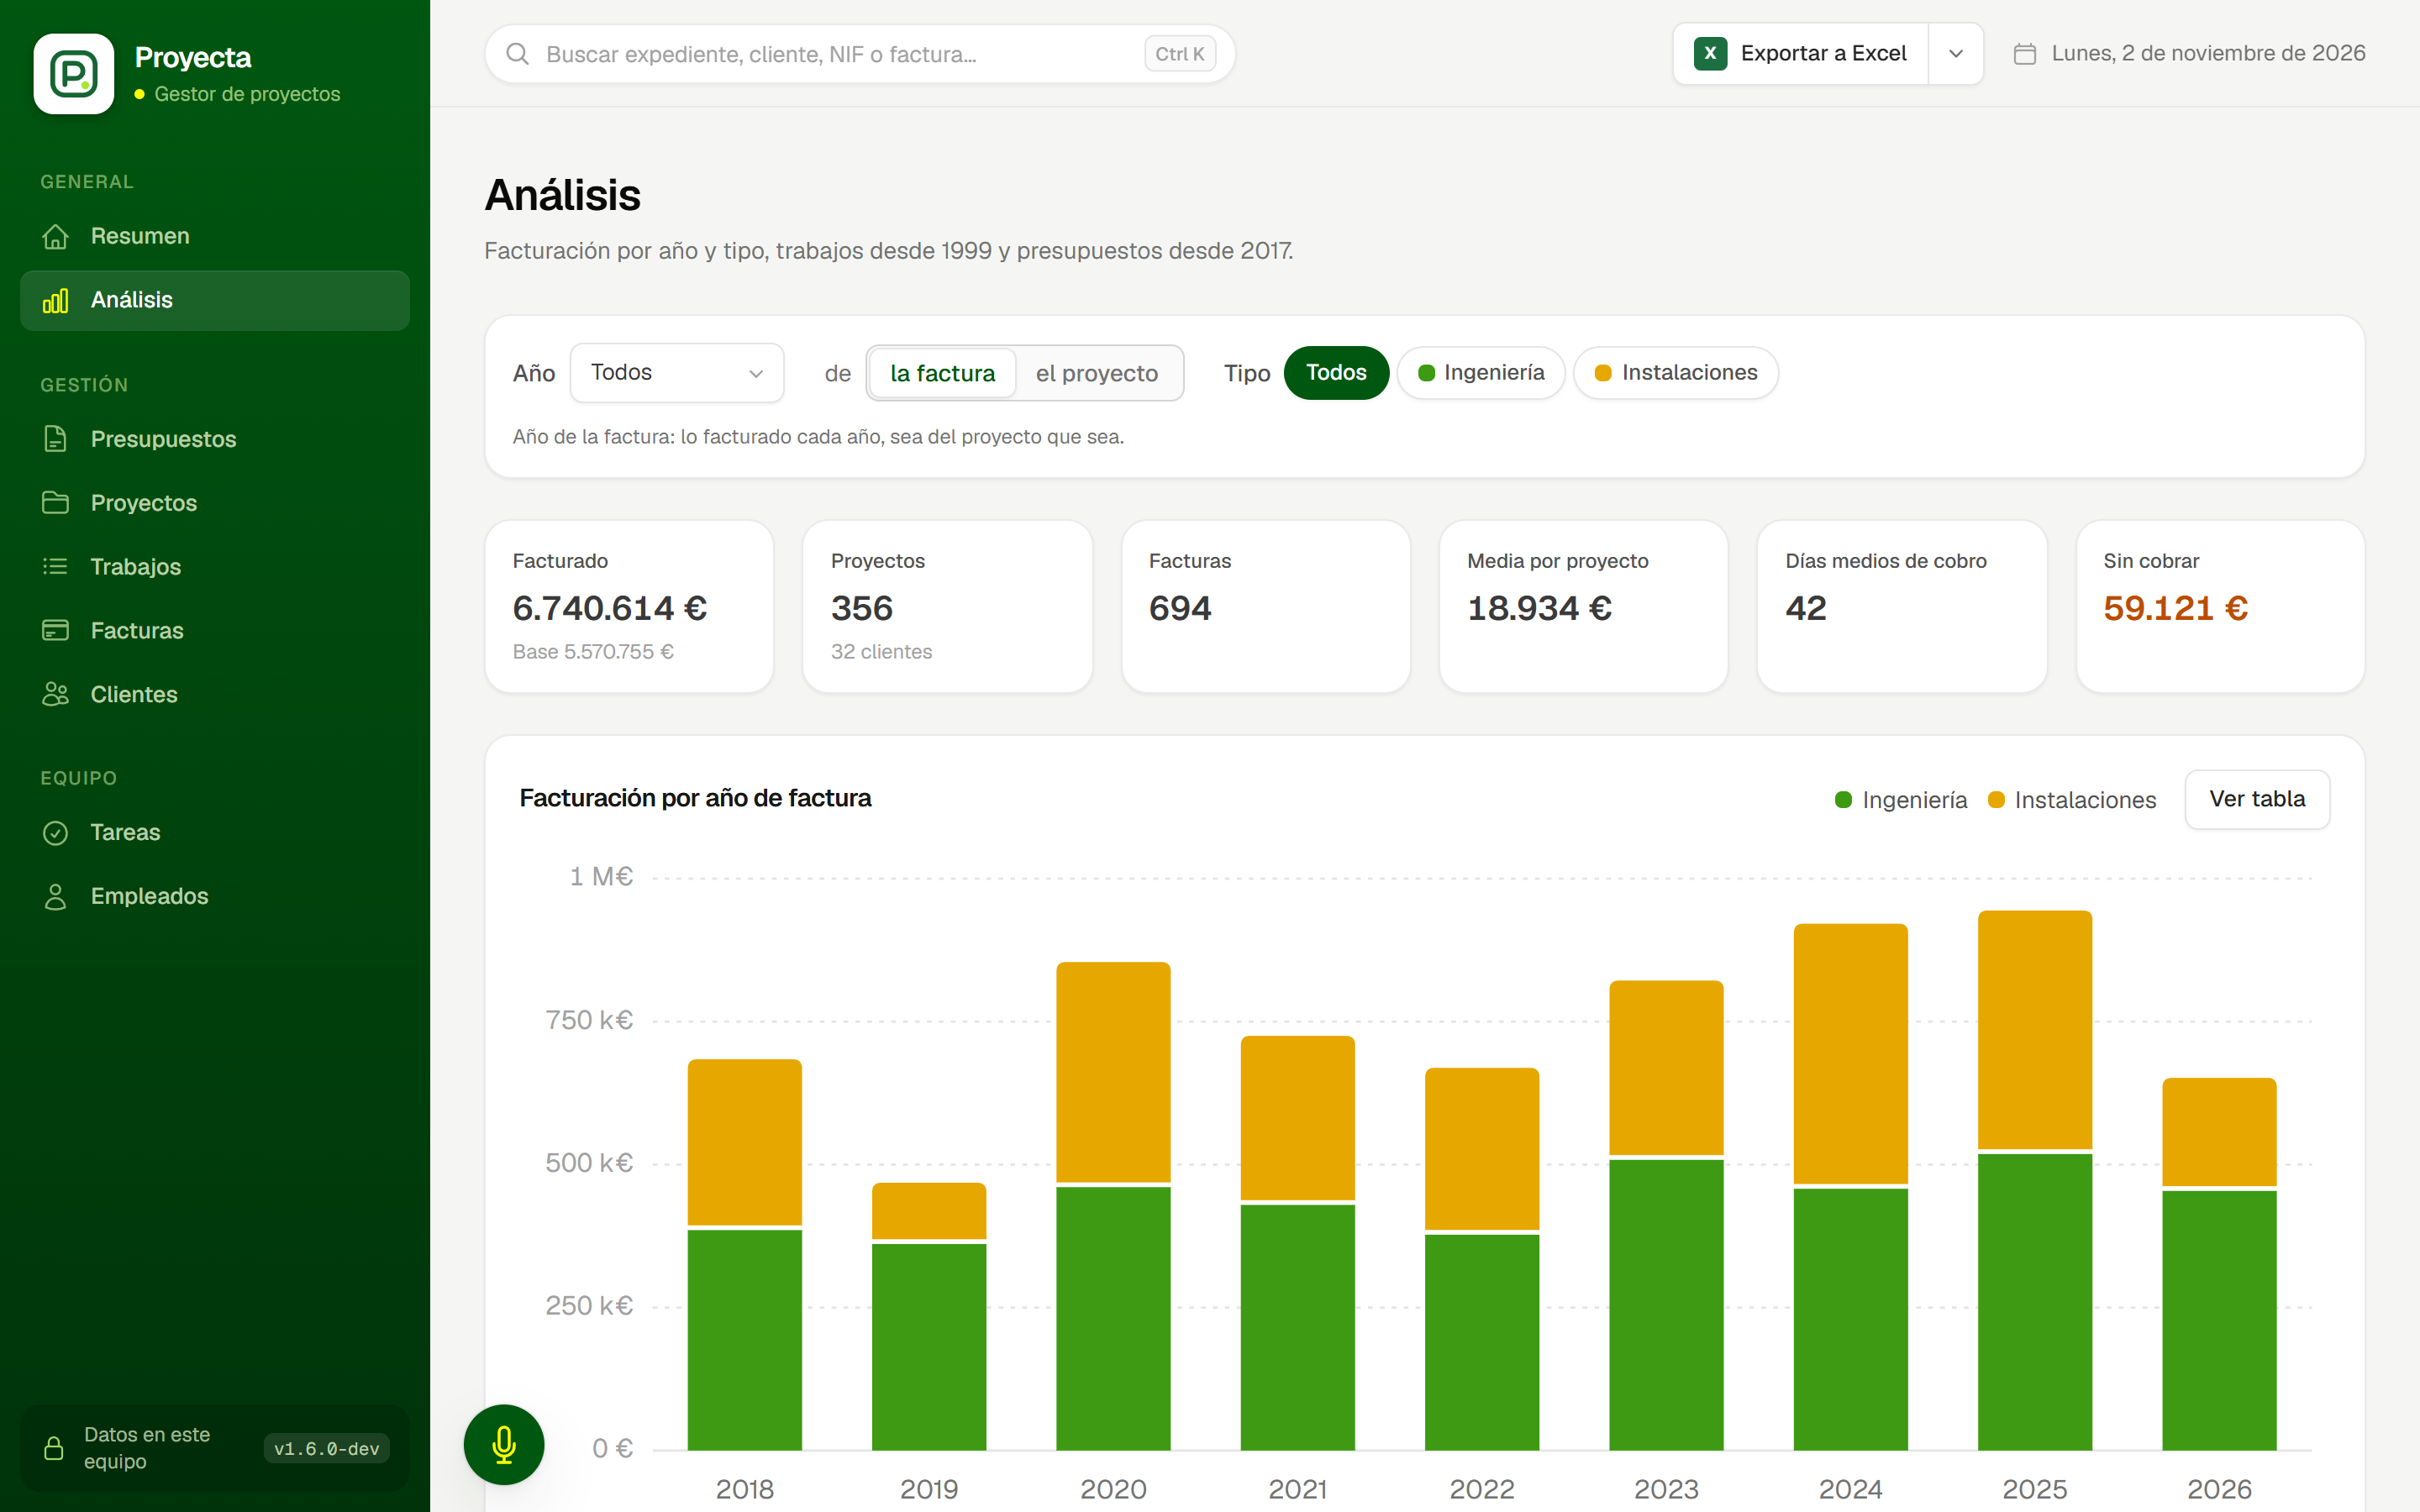 Proyecta
Gestor de proyectos
GENERAL
Resumen
Análisis
GESTIÓN
Presupuestos
Proyectos
Trabajos
Facturas
Clientes
EQUIPO
Tareas
Empleados
Datos en este
equipo
v1.6.0-dev
Buscar expediente, cliente, NIF o factura...
Ctrl K
X Exportar a Excel
Lunes, 2 de noviembre de 2026
Análisis
Facturación por año y tipo, trabajos desde 1999 y presupuestos desde 2017.
Año Todos de la factura el proyecto Tipo Todos Ingeniería Instalaciones
Año de la factura: lo facturado cada año, sea del proyecto que sea.
Facturado
6.740.614 €
Base 5.570.755 €
Proyectos
356
32 clientes
Facturas
694
Media por proyecto
18.934 €
Días medios de cobro
42
Sin cobrar
59.121 €
Facturación por año de factura
Ingeniería Instalaciones
Ver tabla
1 M€
750 k€
500 k€
250 k€
0 €
2018 2019 2020 2021 2022 2023 2024 2025 2026